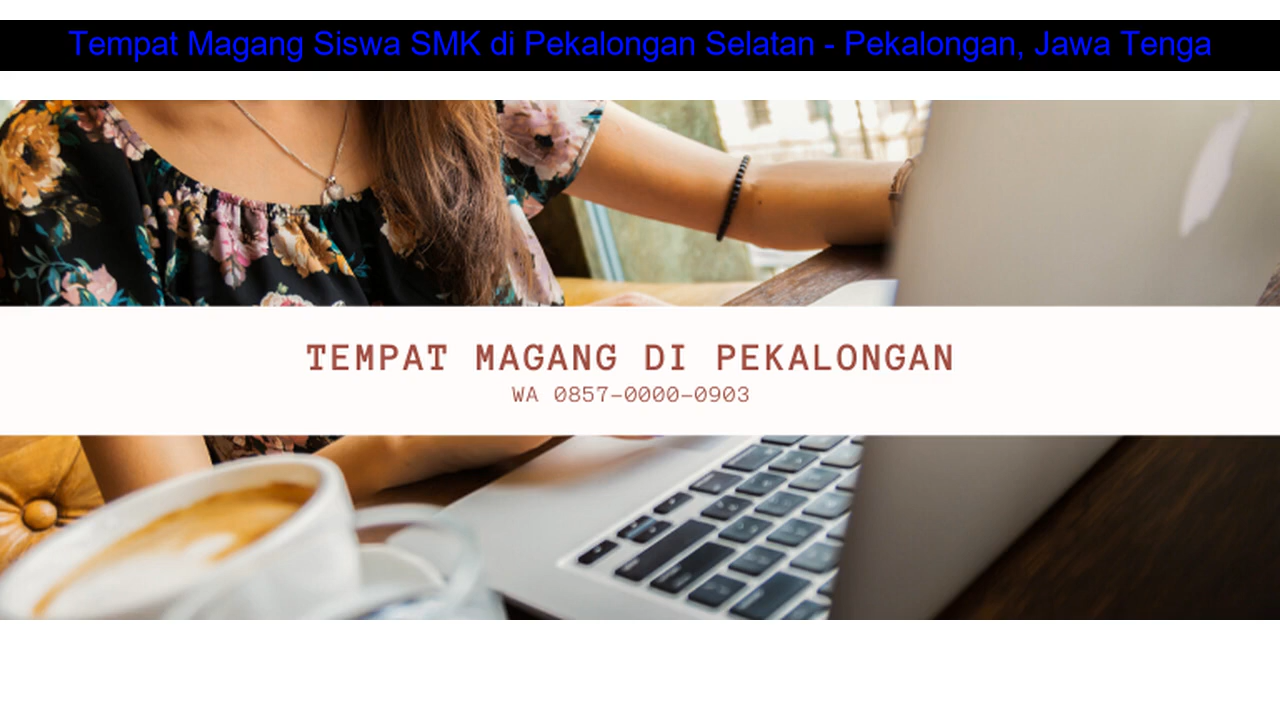 Tempat Magang Siswa SMK di Pekalongan Selatan - Pekalongan, Jawa Tenga
TEMPAT MAGANG DI PEKALONGAN
WA 0857-0000-0903